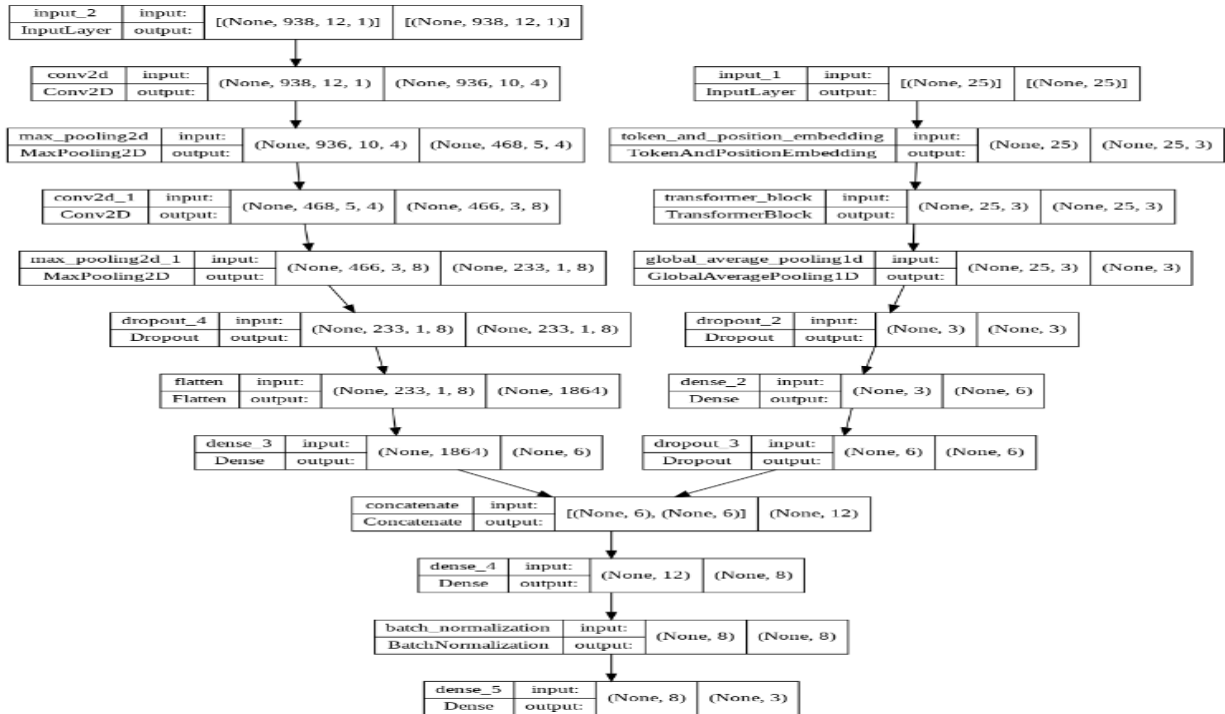 input_2 input: [(None, 938, 12, 1)] [(None, 938, 12, 1)]
InputLayer output:
conv2d input: (None, 938, 12, 1) (None, 936, 10, 4)
Conv2D output:
max_pooling2d input: (None, 936, 10, 4) (None, 468, 5, 4)
MaxPooling2D output:
conv2d_1 input: (None, 468, 5, 4) (None, 466, 3, 8)
Conv2D output:
max_pooling2d_1 input: (None, 466, 3, 8) (None, 233, 1, 8)
MaxPooling2D output:
dropout_4 input: (None, 233, 1, 8) (None, 233, 1, 8)
Dropout output:
flatten input: (None, 233, 1, 8) (None, 1864)
Flatten output:
dense_3 input: (None, 1864) (None, 6)
Dense output:
input_1 input: [(None, 25)] [(None, 25)]
InputLayer output:
token_and_position_embedding input: (None, 25) (None, 25, 3)
TokenAndPositionEmbedding output:
transformer_block input: (None, 25, 3) (None, 25, 3)
TransformerBlock output:
global_average_pooling1d input: (None, 25, 3) (None, 3)
GlobalAveragePooling1D output:
dropout_2 input: (None, 3) (None, 3)
Dropout output:
dense_2 input: (None, 3) (None, 6)
Dense output:
dropout_3 input: (None, 6) (None, 6)
Dropout output:
concatenate input: [(None, 6), (None, 6)] (None, 12)
Concatenate output:
dense_4 input: (None, 12) (None, 8)
Dense output:
batch_normalization input: (None, 8) (None, 8)
BatchNormalization output:
dense_5 input: (None, 8) (None, 3)
Dense output: